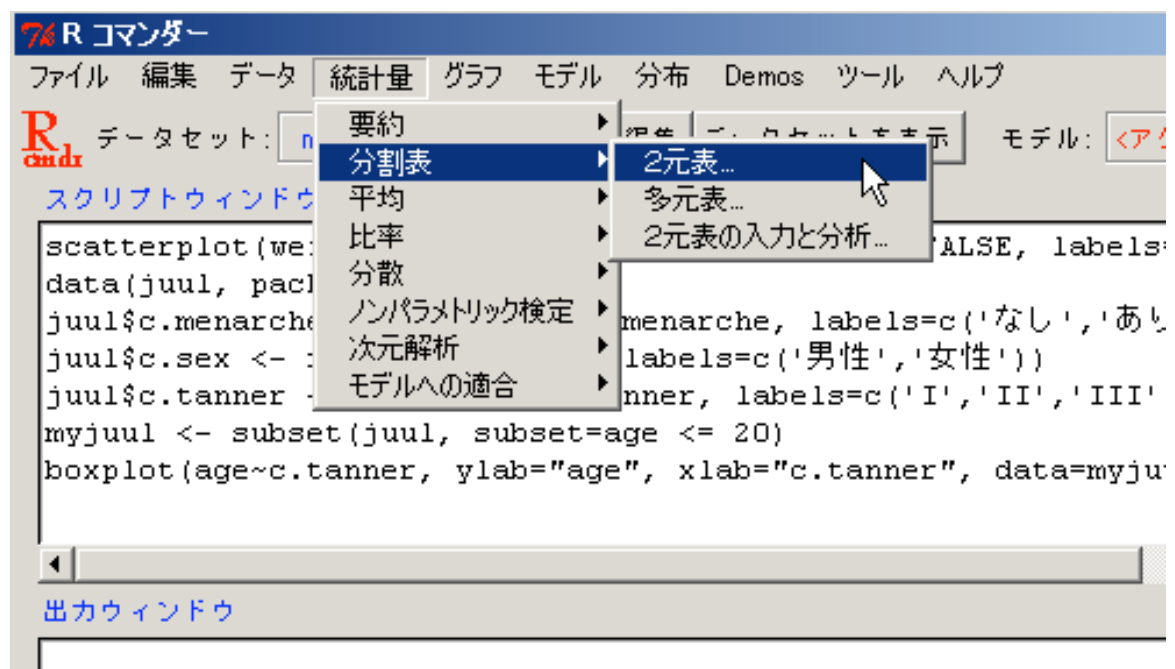 R コマンダー
ファイル 編集 データ 統計量 グラフ モデル 分布 Demos ツール ヘルプ
R cmdr データセット: を表示 モデル: <ア
要約
分割表
平均
比率
分散
ノンパラメトリック検定
次元解析
モデルへの適合
2元表...
多元表...
2元表の入力と分析...
スクリプトウィンドウ
scatterplot(wei ALSE, labels=
data(juul, pac
juul$c.menarche menarche, labels=c('なし','あり
juul$c.sex <- labels=c('男性','女性'))
juul$c.tanner nner, labels=c('I','II','III'
myjuul <- subset(juul, subset=age <= 20)
boxplot(age~c.tanner, ylab="age", xlab="c.tanner", data=myju
出力ウィンドウ